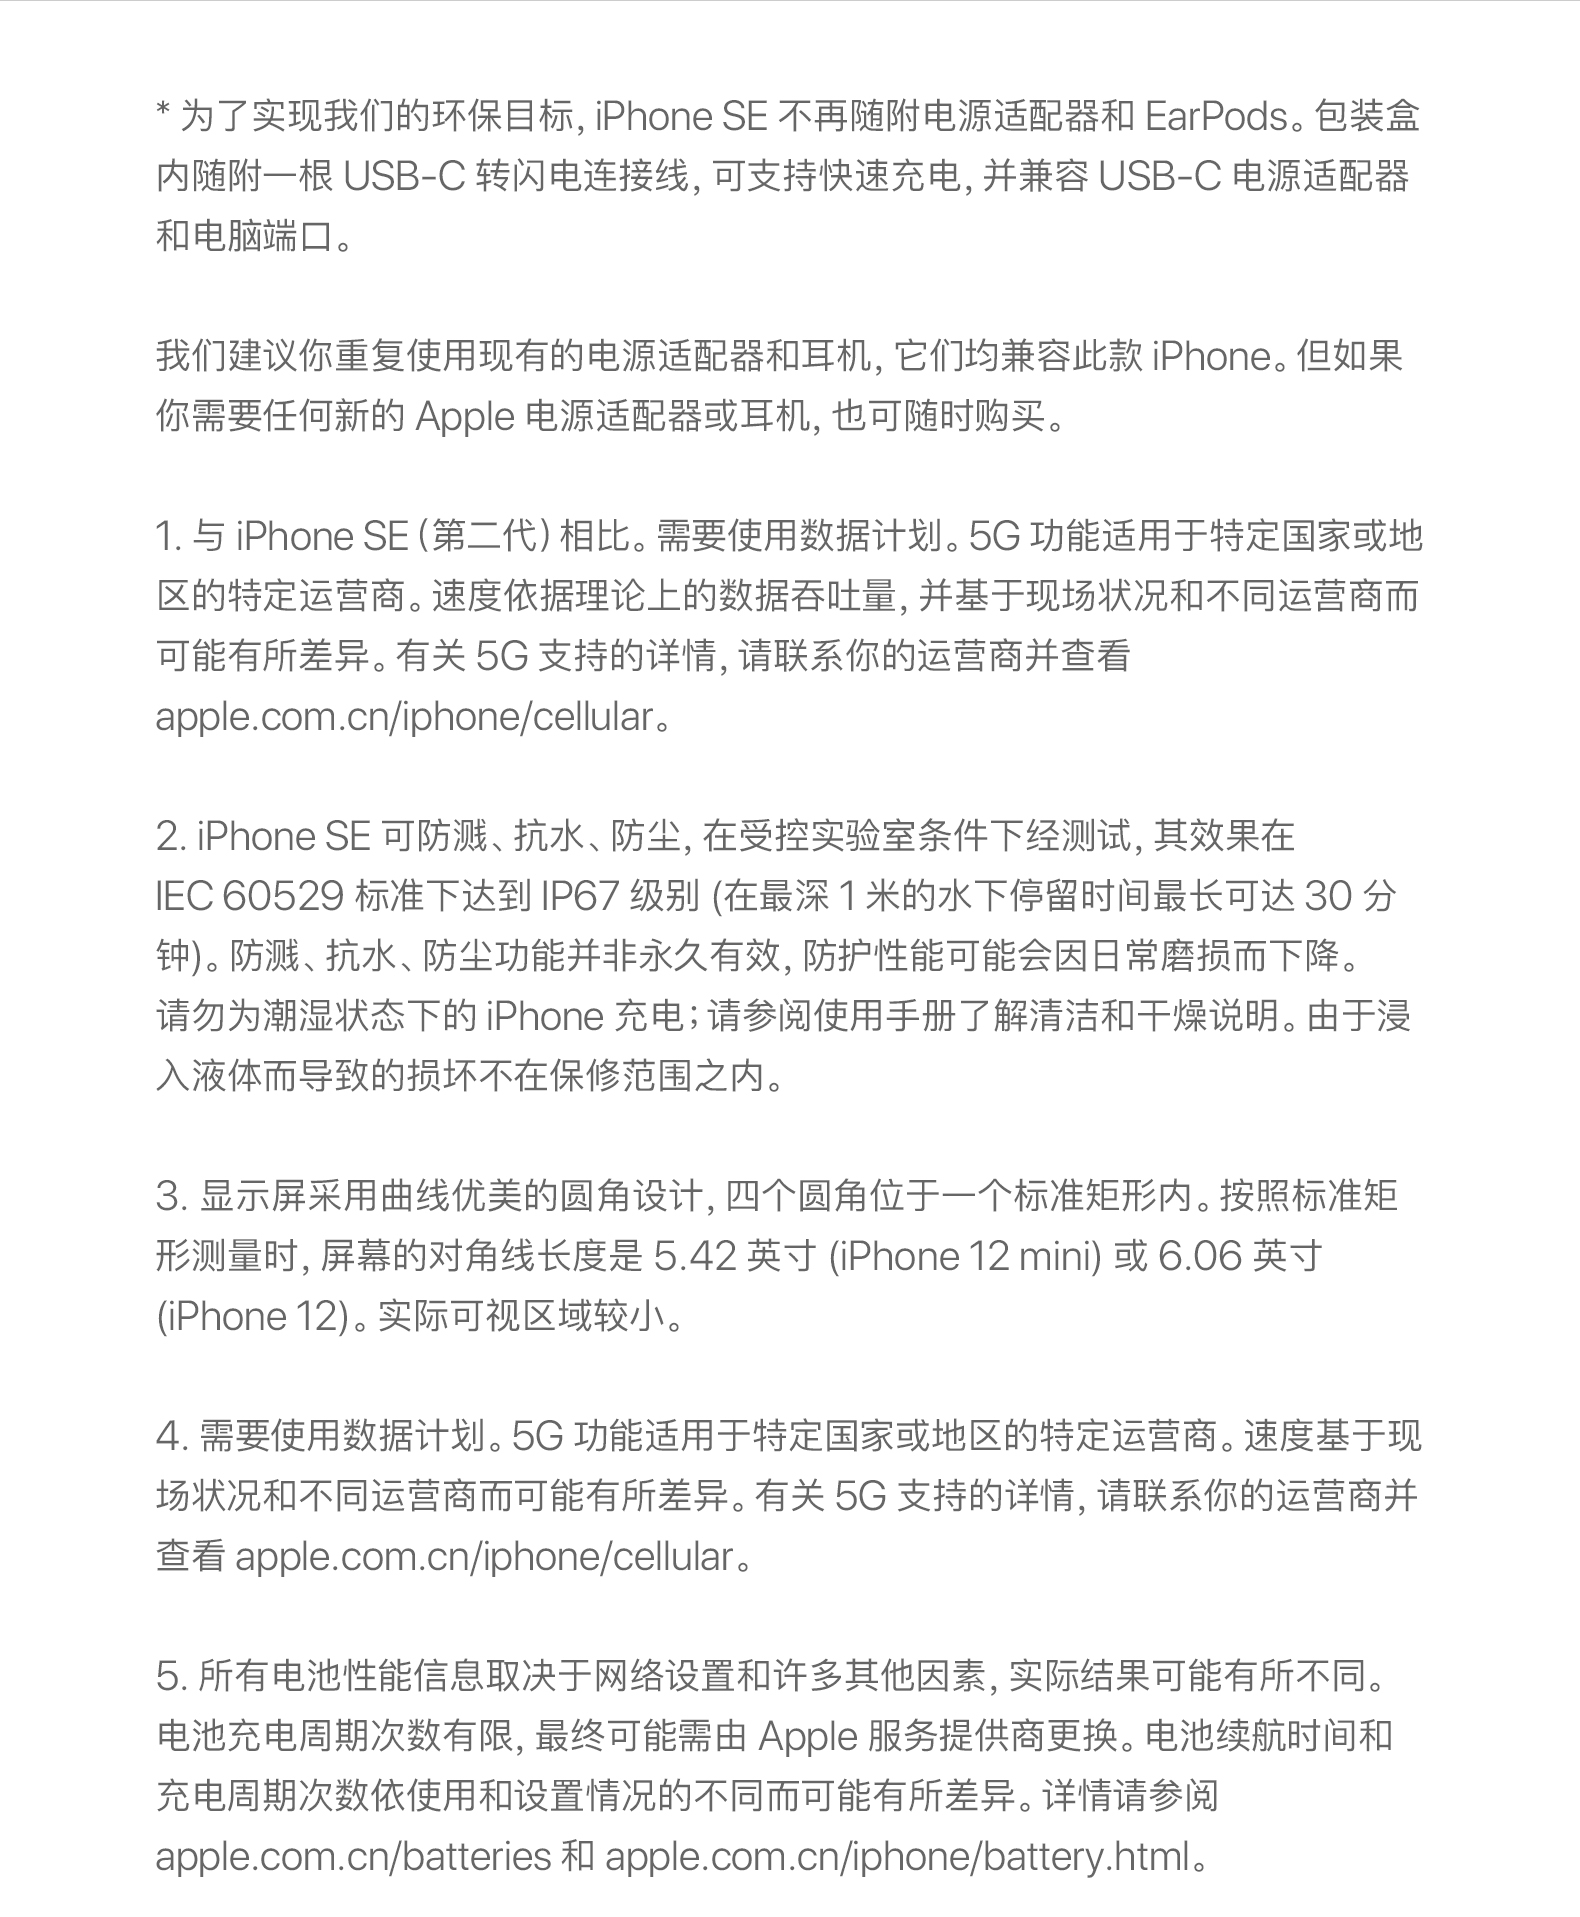 * 为了实现我们的环保目标，iPhone SE 不再随附电源适配器和 EarPods。包装盒
内随附一根 USB-C 转闪电连接线，可支持快速充电，并兼容 USB-C 电源适配器
和电脑端口。
我们建议你重复使用现有的电源适配器和耳机，它们均兼容此款 iPhone。但如果
你需要任何新的 Apple 电源适配器或耳机，也可随时购买。
1. 与 iPhone SE（第二代）相比。需要使用数据计划。5G 功能适用于特定国家或地
区的特定运营商。速度依据理论上的数据吞吐量，并基于现场状况和不同运营商而
可能有所差异。有关 5G 支持的详情，请联系你的运营商并查看
apple.com.cn/iphone/cellular。
2. iPhone SE 可防溅、抗水、防尘，在受控实验室条件下经测试，其效果在
IEC 60529 标准下达到 IP67 级别 (在最深 1 米的水下停留时间最长可达 30 分
钟)。防溅、抗水、防尘功能并非永久有效，防护性能可能会因日常磨损而下降。
请勿为潮湿状态下的 iPhone 充电；请参阅使用手册了解清洁和干燥说明。由于浸
入液体而导致的损坏不在保修范围之内。
3. 显示屏采用曲线优美的圆角设计，四个圆角位于一个标准矩形内。按照标准矩
形测量时，屏幕的对角线长度是 5.42 英寸 (iPhone 12 mini) 或 6.06 英寸
(iPhone 12)。实际可视区域较小。
4. 需要使用数据计划。5G 功能适用于特定国家或地区的特定运营商。速度基于现
场状况和不同运营商而可能有所差异。有关 5G 支持的详情，请联系你的运营商并
查看 apple.com.cn/iphone/cellular。
5. 所有电池性能信息取决于网络设置和许多其他因素，实际结果可能有所不同。
电池充电周期次数有限，最终可能需由 Apple 服务提供商更换。电池续航时间和
充电周期次数依使用和设置情况的不同而可能有所差异。详情请参阅
apple.com.cn/batteries 和 apple.com.cn/iphone/battery.html。